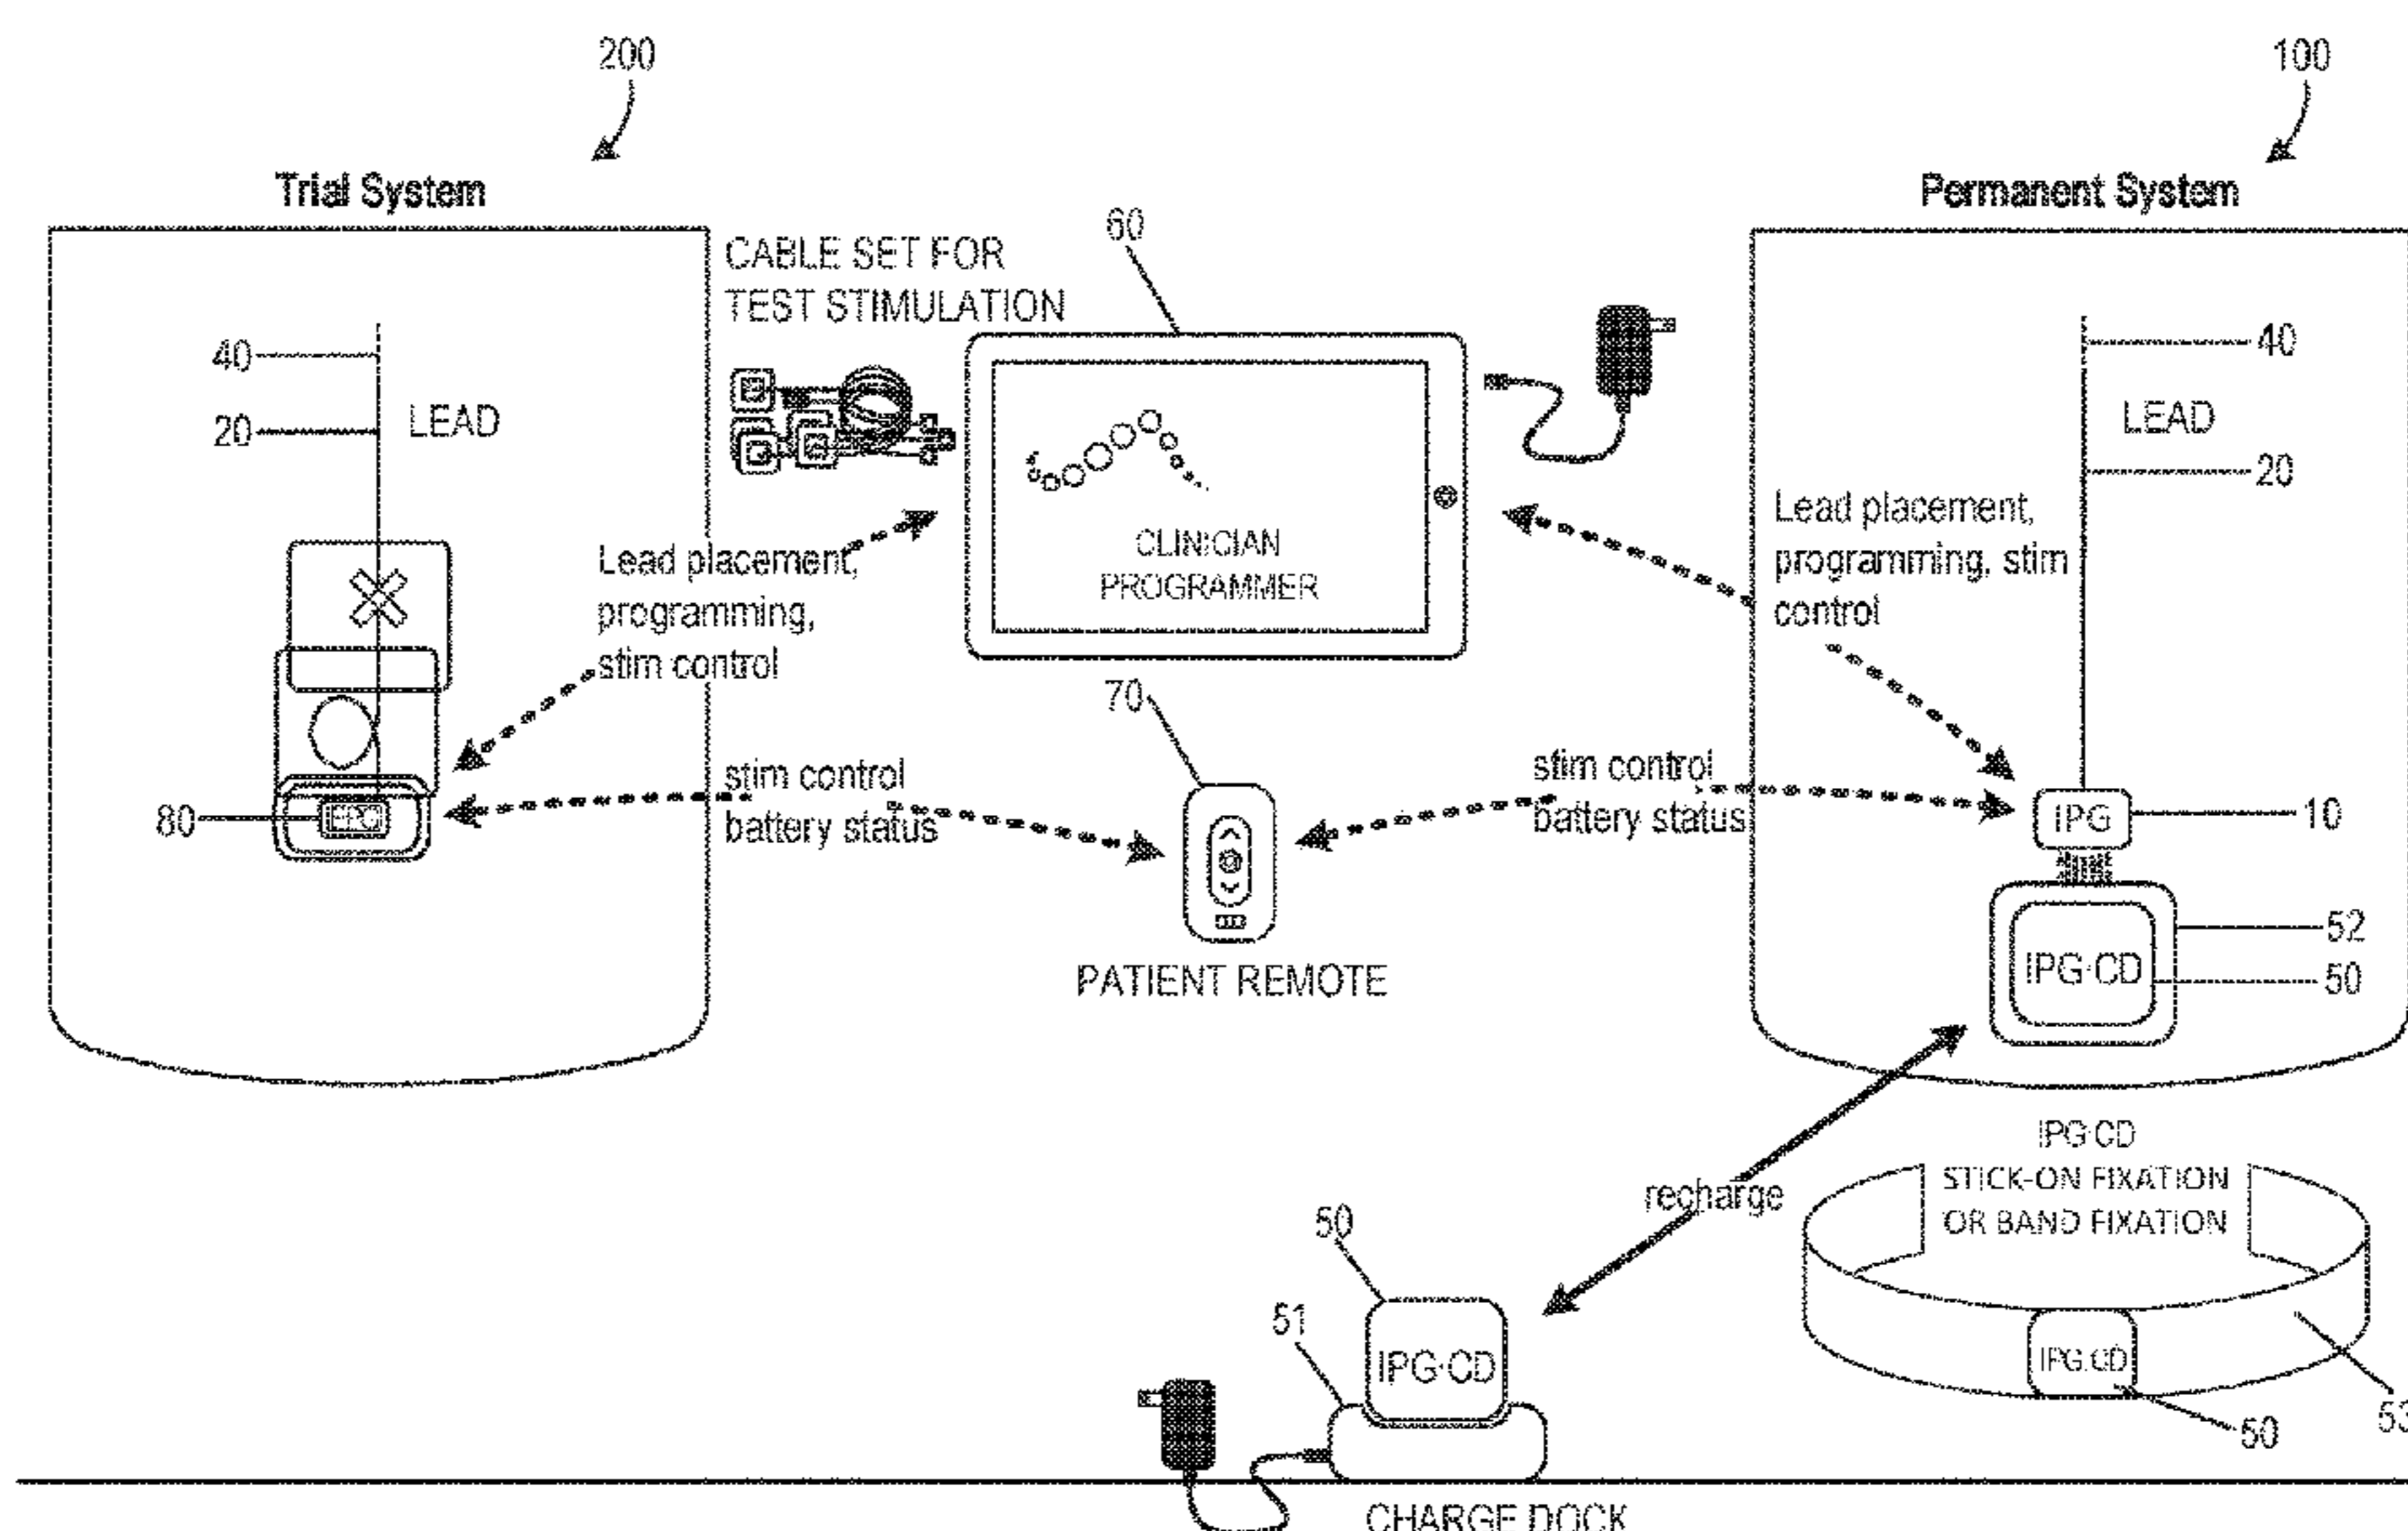 200
100
Trial System
Permanent System
CABLE SET FOR
TEST STIMULATION
60
40
20
LEAD
40
LEAD
20
Lead placement,
programming,
stim control
CLINICIAN
PROGRAMMER
Lead placement,
programming, stim
control
70
stim control
battery status
stim control
battery status
80
EPG
IPG
10
PATIENT REMOTE
52
IPG·CD
50
IPG·CD
STICK-ON FIXATION
OR BAND FIXATION
recharge
50
51
IPG·CD
IPG·CD
53
50
CHARGE DOCK